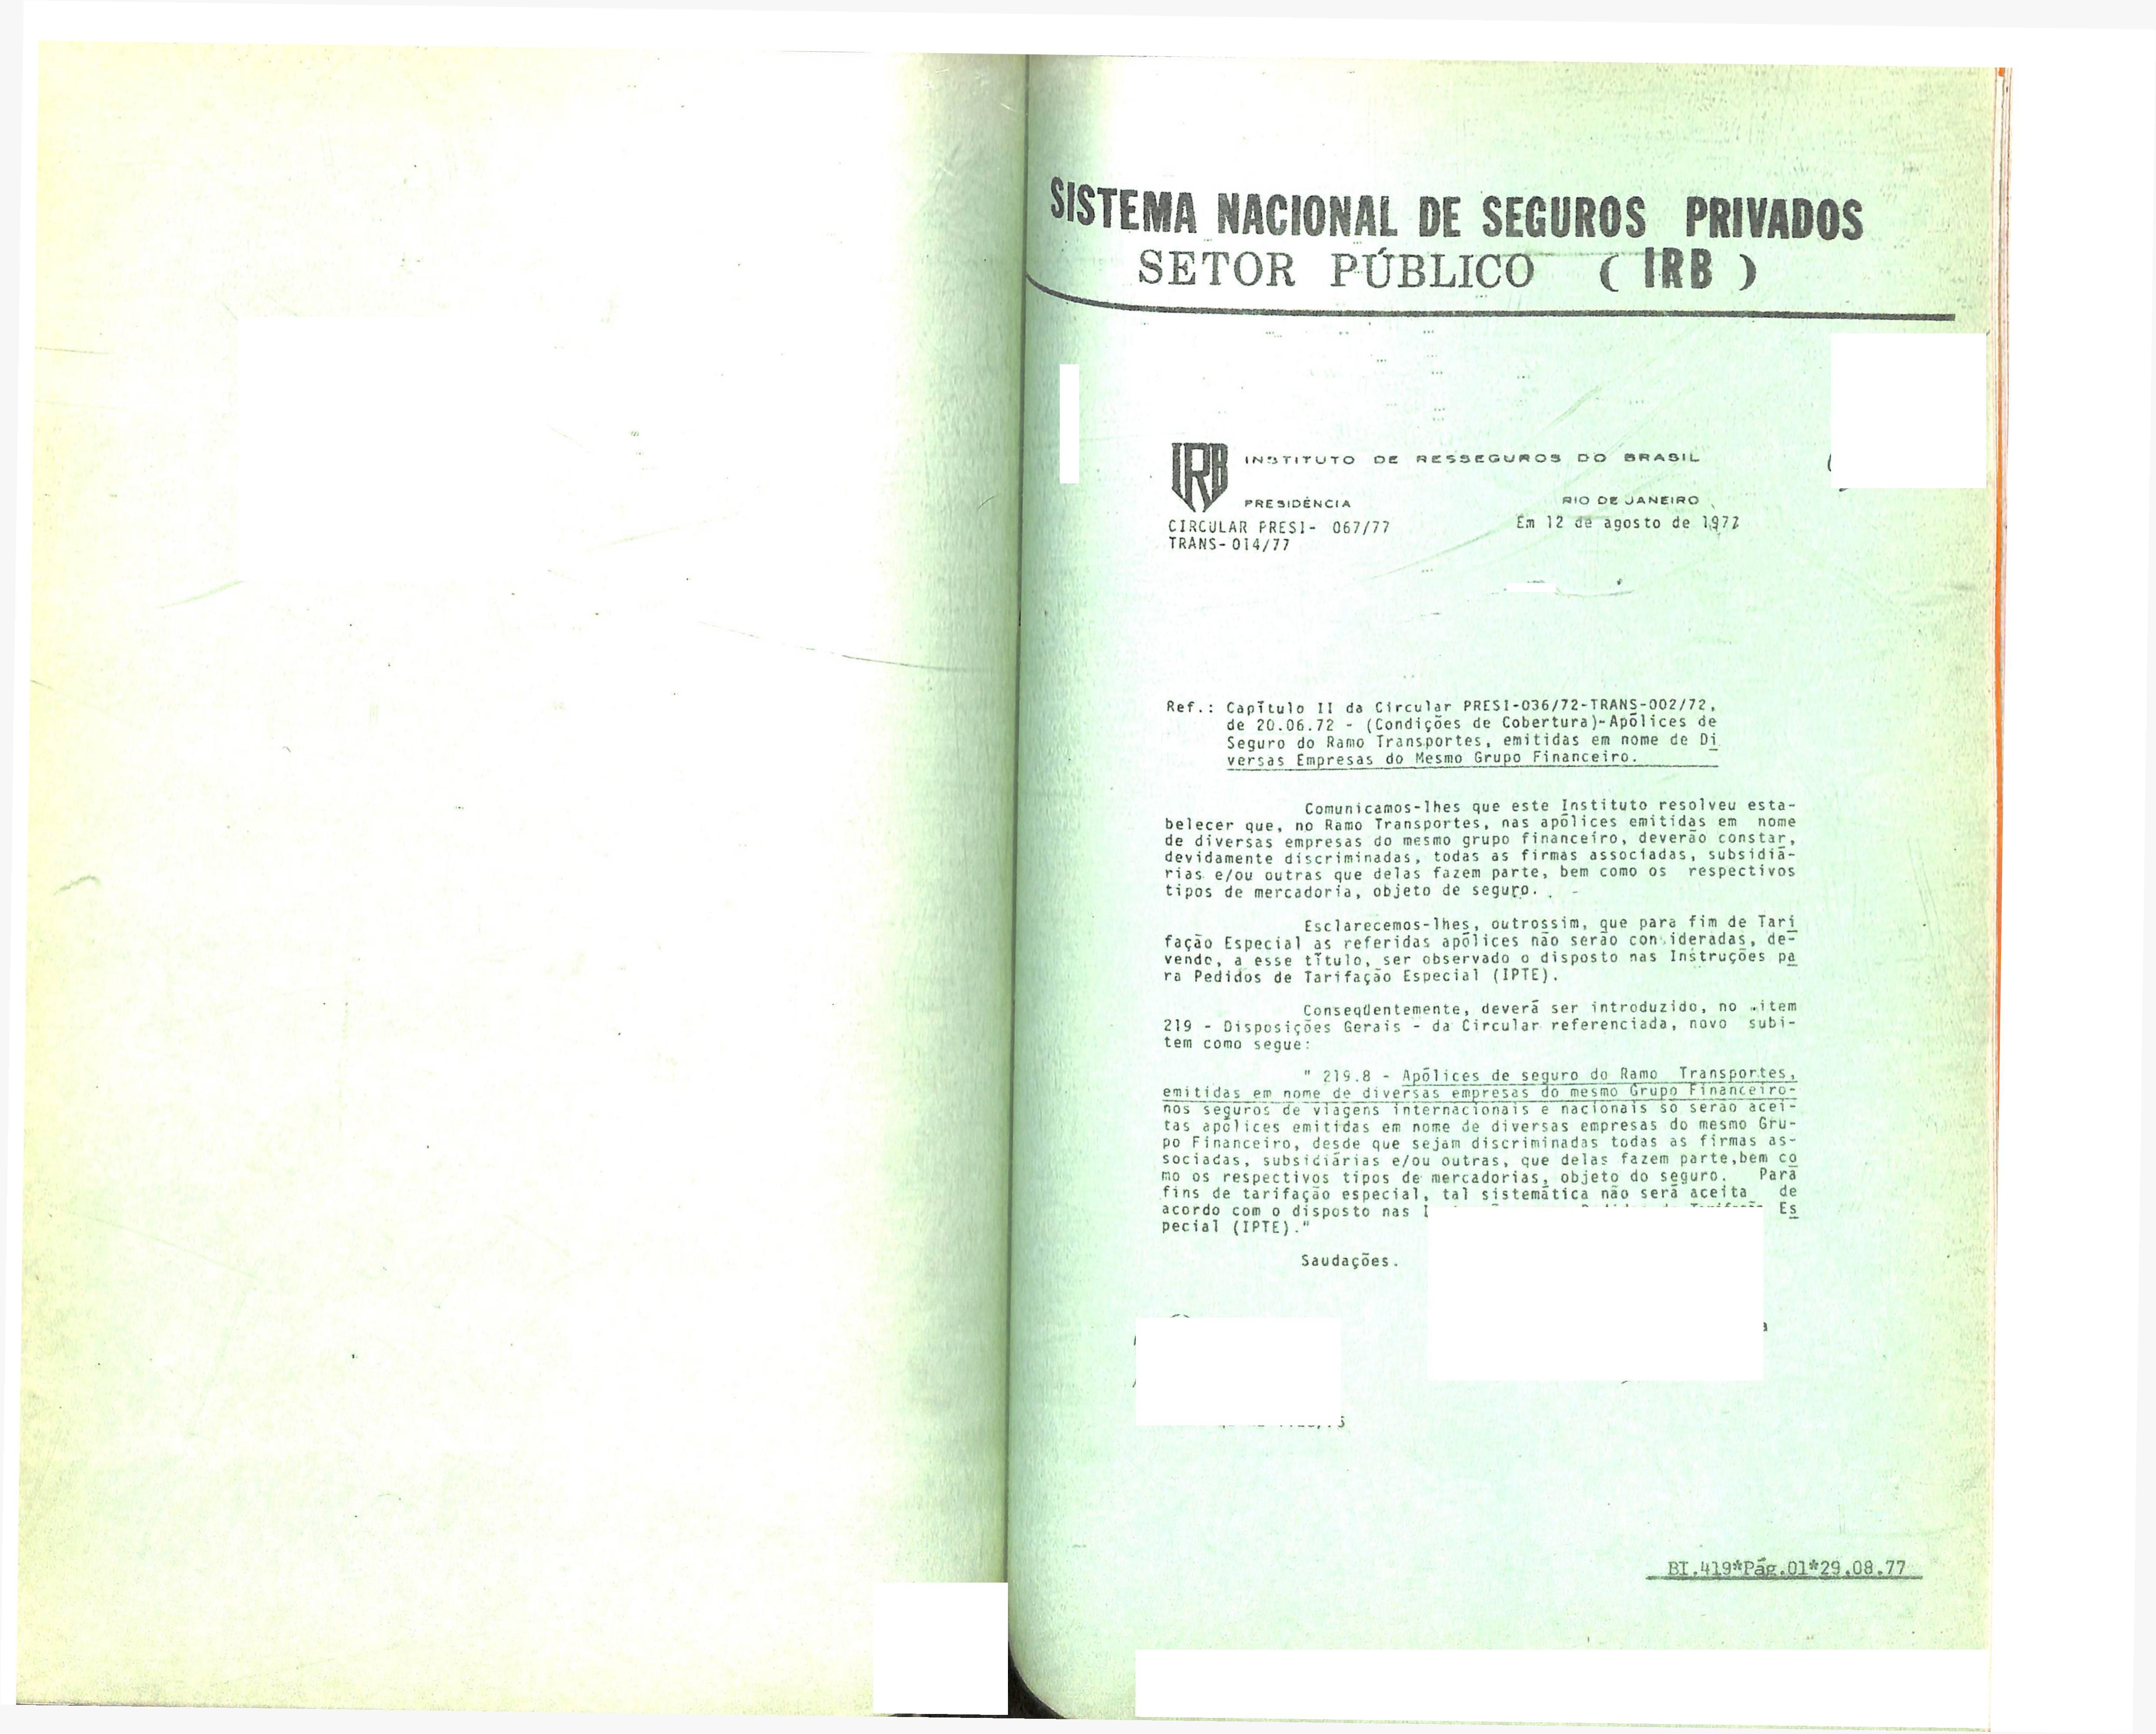 SISTEMA NACIONAL DE SEGUROS PRIVADOS
SETOR PÚBLICO ( IRB )
IRB INSTITUTO DE RESSEGUROS DO BRASIL
PRESIDÊNCIA RIO DE JANEIRO
CIRCULAR PRESI- 067/77 Em 12 de agosto de 1977
TRANS-014/77
Ref.: Capítulo II da Circular PRESI-036/72-TRANS-002/72,
de 20.06.72 - (Condições de Cobertura)-Apólices de
Seguro do Ramo Transportes, emitidas em nome de Di
versas Empresas do Mesmo Grupo Financeiro.
Comunicamos-lhes que este Instituto resolveu esta-
belecer que, no Ramo Transportes, nas apólices emitidas em nome
de diversas empresas do mesmo grupo financeiro, deverão constar,
devidamente discriminadas, todas as firmas associadas, subsidiá-
rias e/ou outras que delas fazem parte, bem como os respectivos
tipos de mercadoria, objeto de seguro.
Esclarecemos-lhes, outrossim, que para fim de Tari
fação Especial as referidas apólices não serão consideradas, de-
vendo, a esse título, ser observado o disposto nas Instruções pa
ra Pedidos de Tarifação Especial (IPTE).
Conseqüentemente, deverá ser introduzido, no item
219 - Disposições Gerais - da Circular referenciada, novo subi-
tem como segue:
" 219.8 - Apólices de seguro do Ramo Transportes,
emitidas em nome de diversas empresas do mesmo Grupo Financeiro-
nos seguros de viagens internacionais e nacionais só serão acei-
tas apólices emitidas em nome de diversas empresas do mesmo Gru-
po Financeiro, desde que sejam discriminadas todas as firmas as-
sociadas, subsidiárias e/ou outras, que delas fazem parte,bem co
mo os respectivos tipos de mercadorias, objeto do seguro. Para
fins de tarifação especial, tal sistemática não será aceita de
acordo com o disposto nas Es
pecial (IPTE)."
Saudações.
BI.419*Pág.01*29.08.77